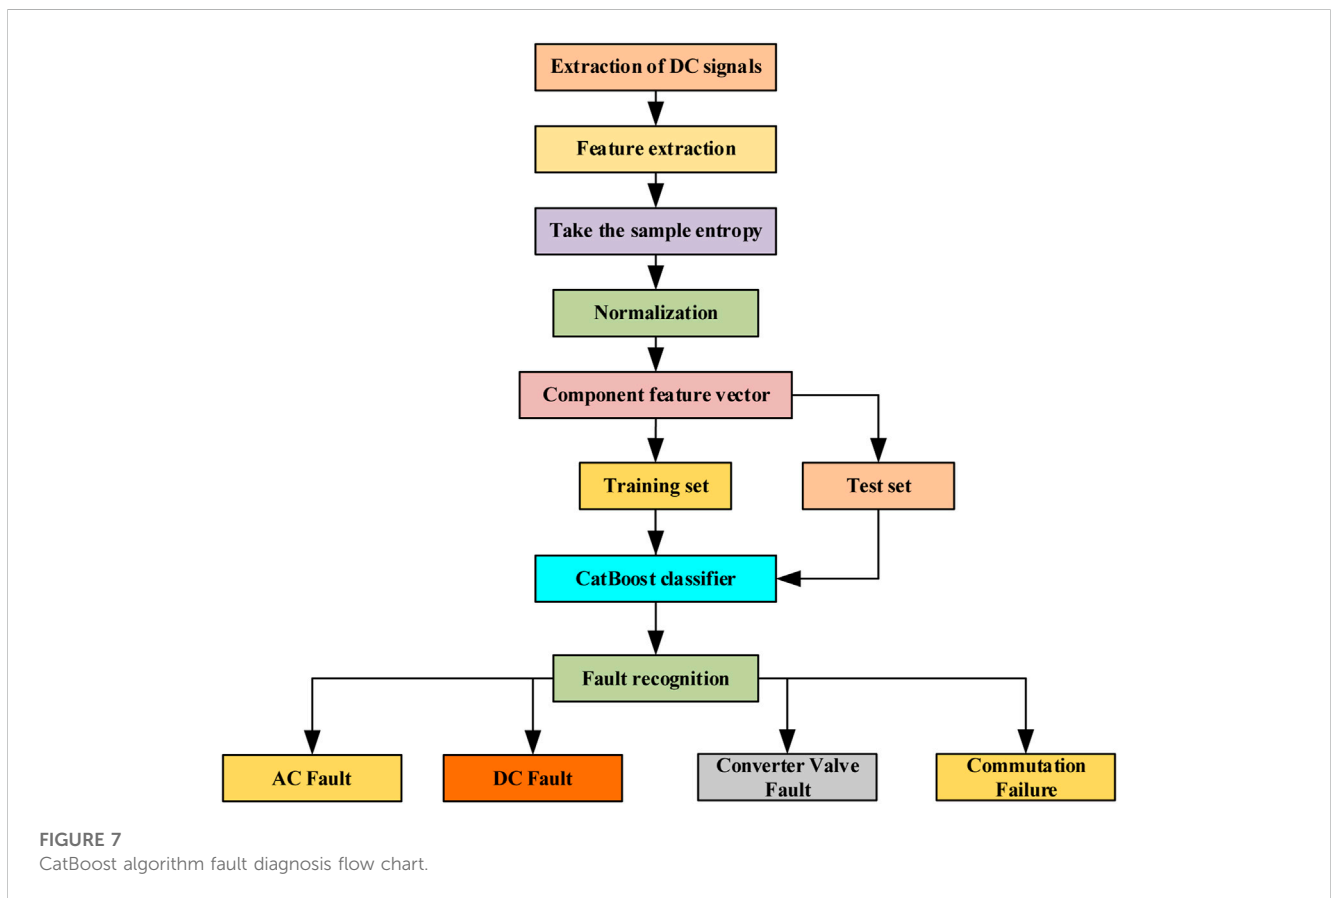 Extraction of DC signals
Feature extraction
Take the sample entropy
Normalization
Component feature vector
Training set
Test set
CatBoost classifier
Fault recognition
AC Fault
DC Fault
Converter Valve
Fault
Commutation
Failure
FIGURE 7
CatBoost algorithm fault diagnosis flow chart.